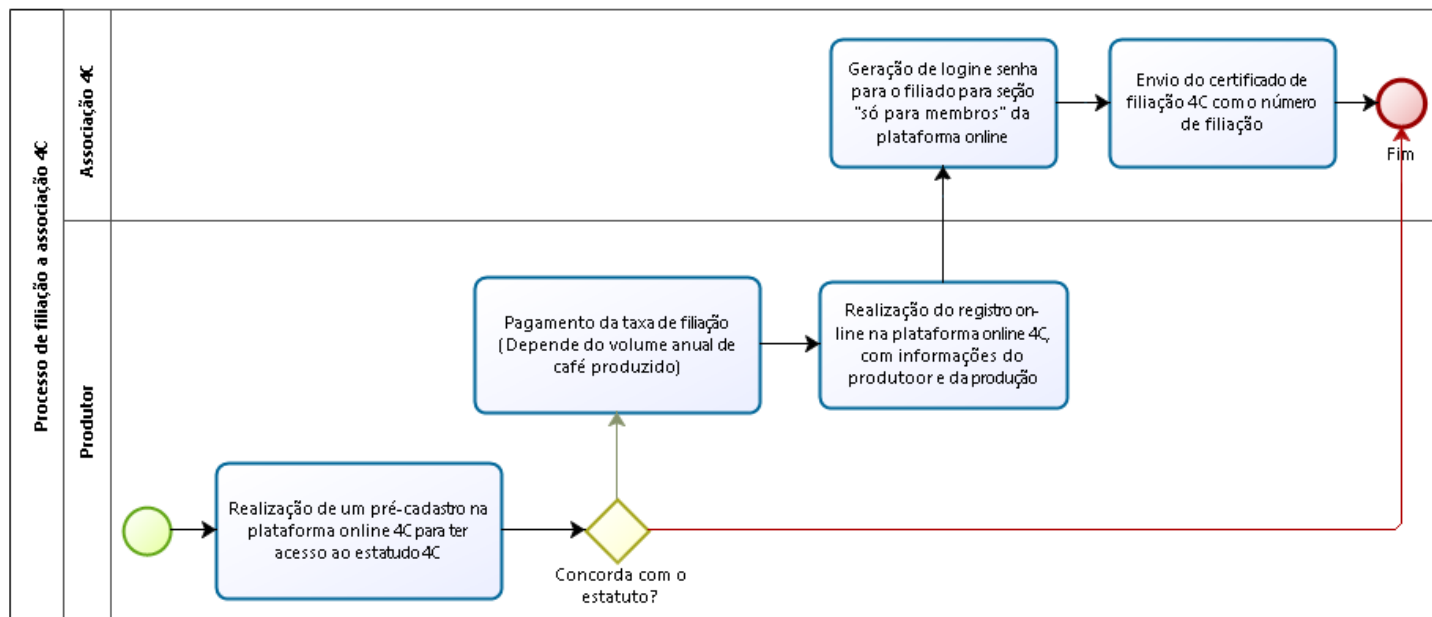 Processo de filiação a associação 4C
Associação 4C
Geração de login e senha
para o filiado para seção
"só para membros" da
plataforma online
Envio do certificado de
filiação 4C com o número
de filiação
Fim
Produtor
Pagamento da taxa de filiação
(Depende do volume anual de
café produzido)
Realização do registro on-
line na plataforma online 4C,
com informações do
produtoor e da produção
Realização de um pré-cadastro na
plataforma online 4C para ter
acesso ao estatudo 4C
Concorda com o
estatuto?